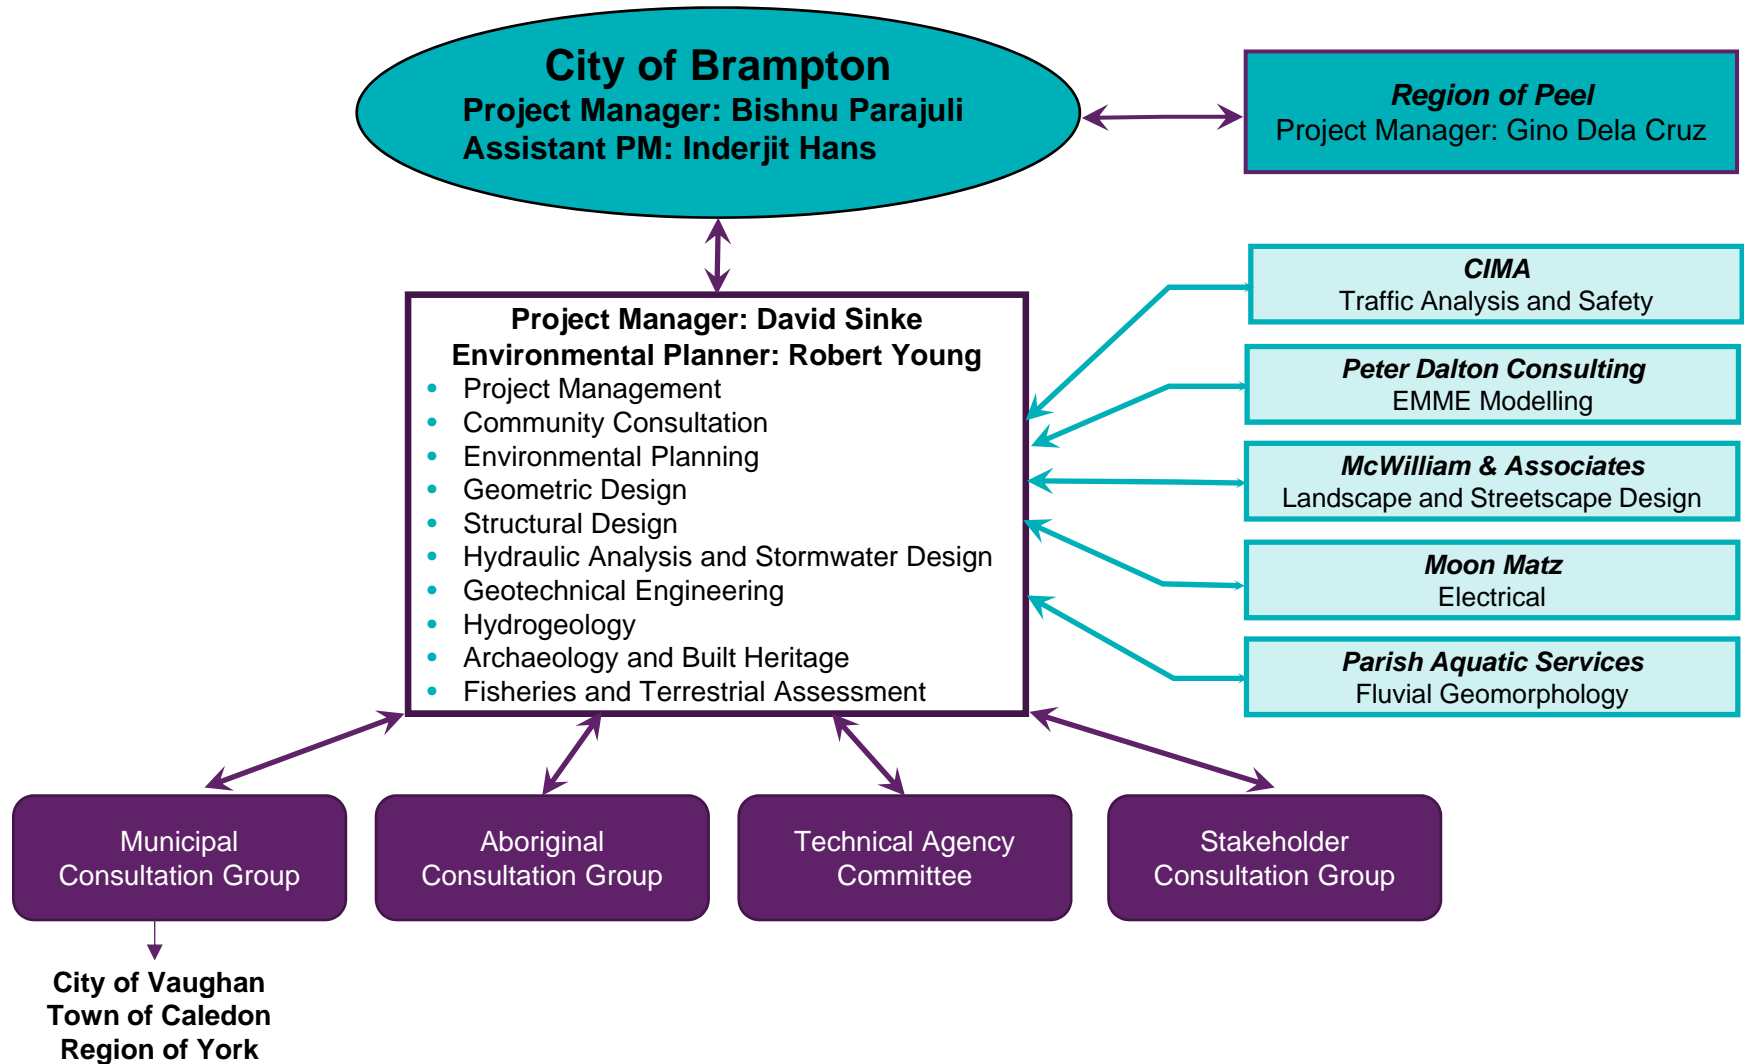 City of Brampton
Project Manager: Bishnu Parajuli
Assistant PM: Inderjit Hans
Region of Peel
Project Manager: Gino Dela Cruz
Project Manager: David Sinke
Environmental Planner: Robert Young
• Project Management
• Community Consultation
• Environmental Planning
• Geometric Design
• Structural Design
• Hydraulic Analysis and Stormwater Design
• Geotechnical Engineering
• Hydrogeology
• Archaeology and Built Heritage
• Fisheries and Terrestrial Assessment
CIMA
Traffic Analysis and Safety
Peter Dalton Consulting
EMME Modelling
McWilliam & Associates
Landscape and Streetscape Design
Moon Matz
Electrical
Parish Aquatic Services
Fluvial Geomorphology
Municipal
Consultation Group
Aboriginal
Consultation Group
Technical Agency
Committee
Stakeholder
Consultation Group
City of Vaughan
Town of Caledon
Region of York